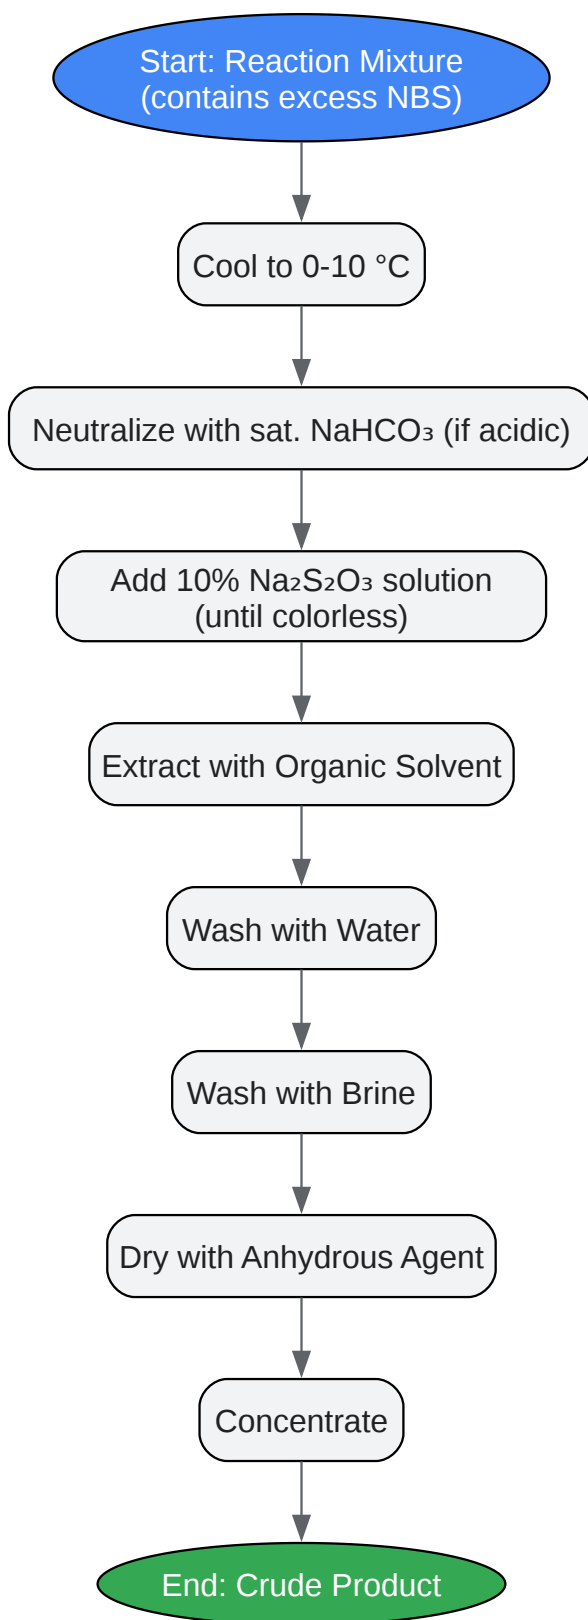 Start: Reaction Mixture
(contains excess NBS)
Cool to 0-10 °C
Neutralize with sat. NaHCO₃ (if acidic)
Add 10% Na₂S₂O₃ solution
(until colorless)
Extract with Organic Solvent
Wash with Water
Wash with Brine
Dry with Anhydrous Agent
Concentrate
End: Crude Product